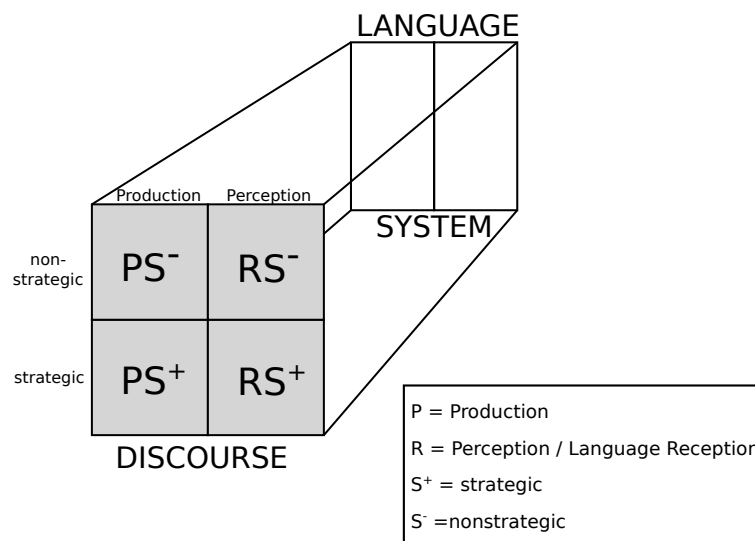 LANGUAGE
SYSTEM
Production Perception
non-
strategic
PS⁻ RS⁻
strategic
PS⁺ RS⁺
DISCOURSE
P = Production
R = Perception / Language Reception
S⁺ = strategic
S⁻ =nonstrategic